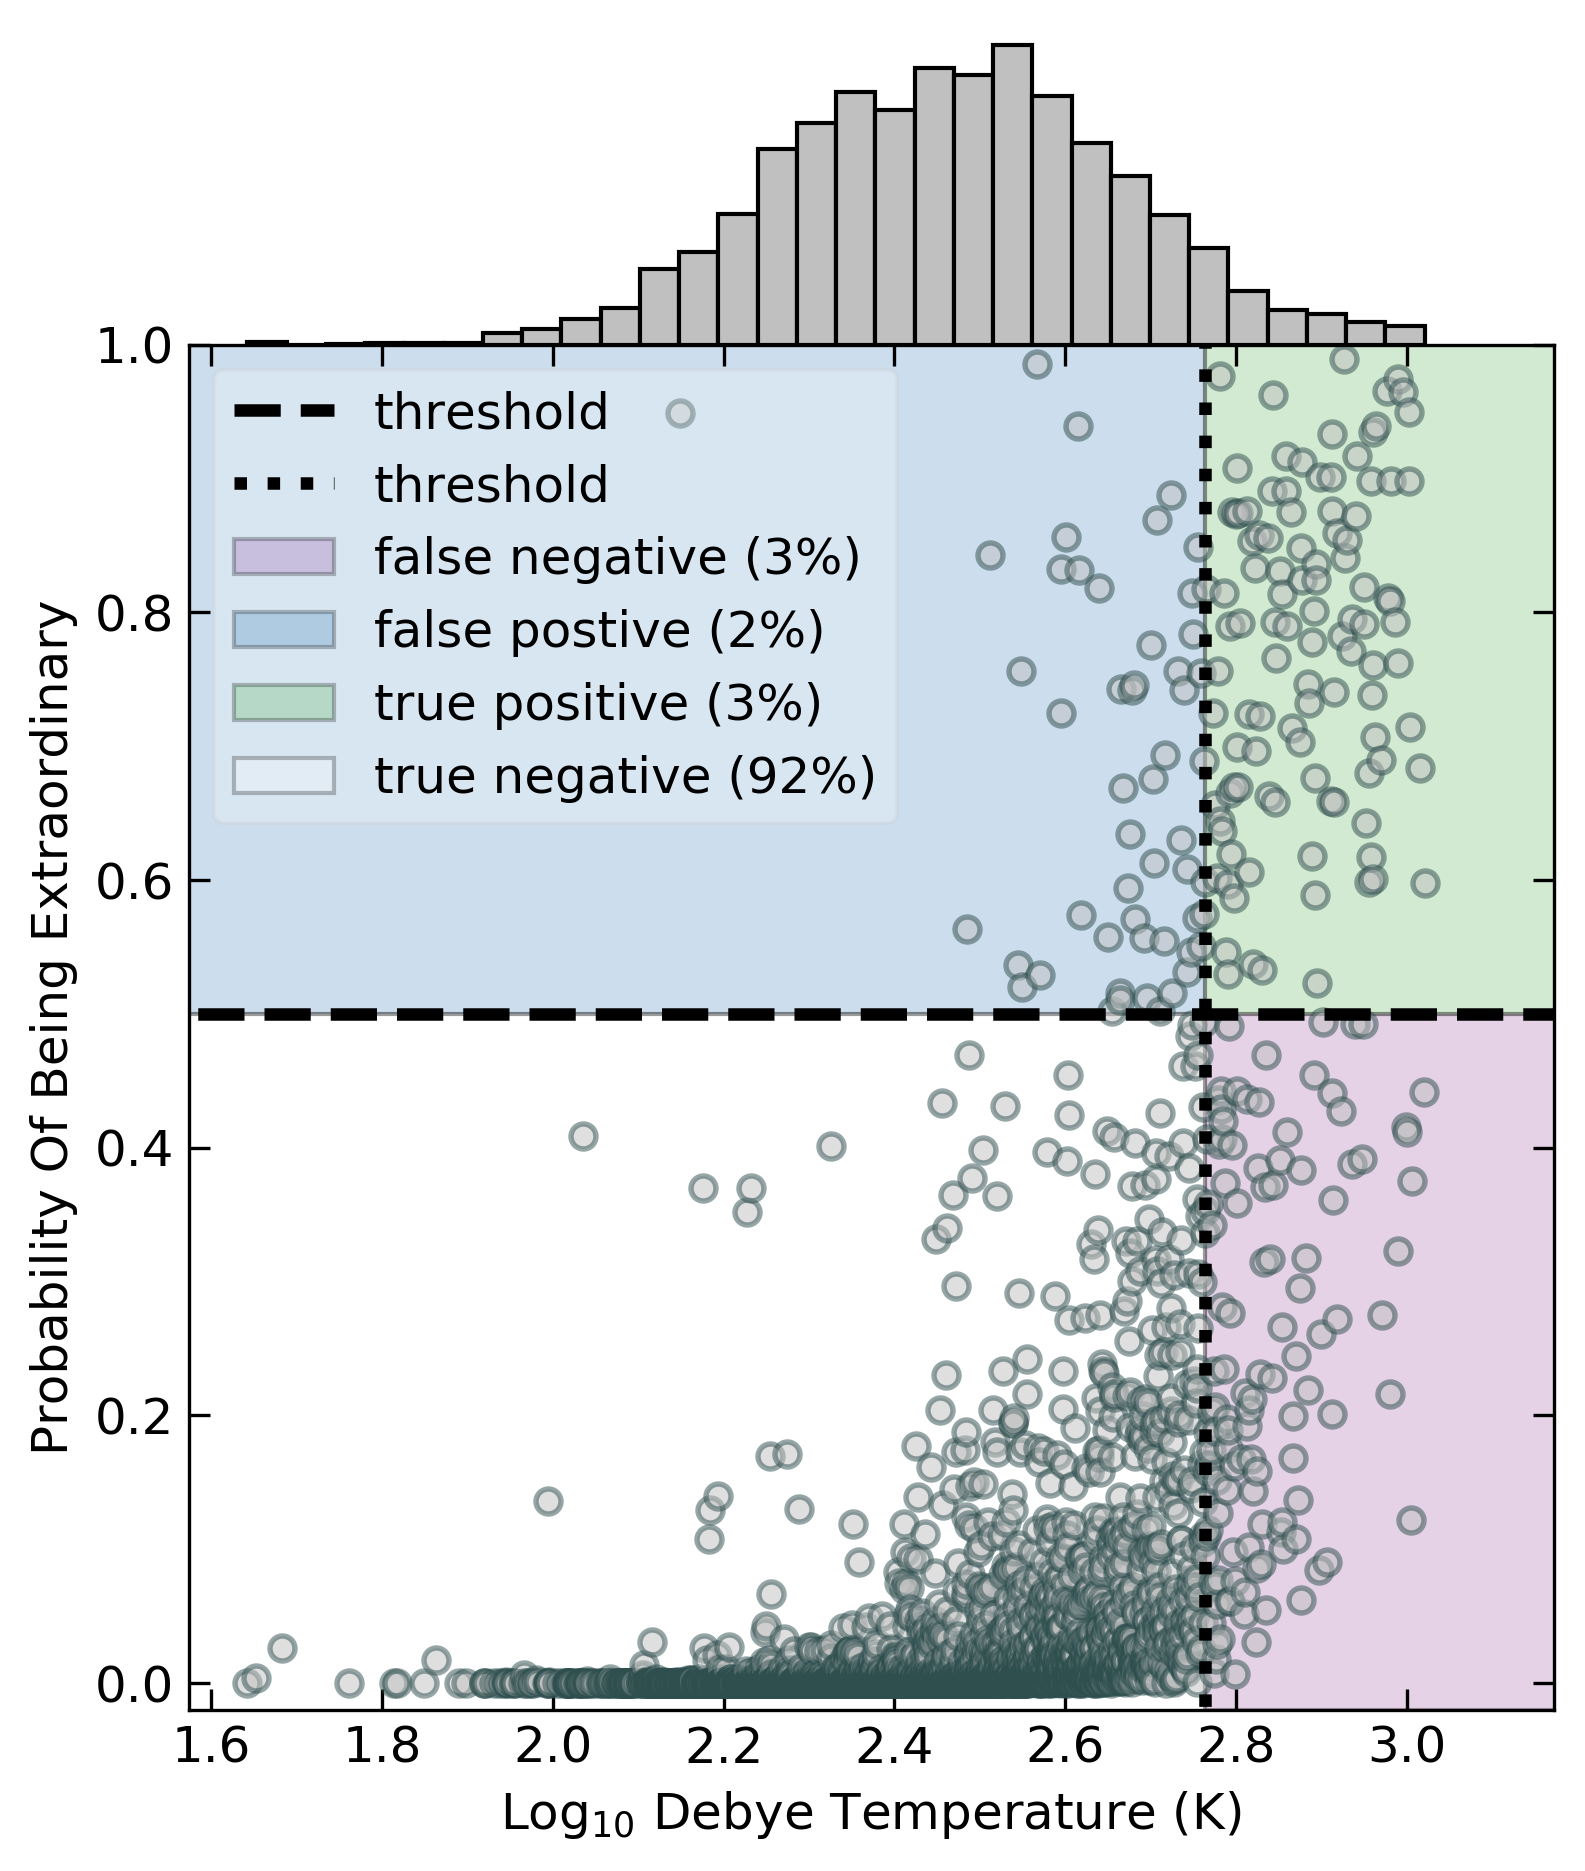 1.0
0.8
0.6
0.4
0.2
0.0
Probability Of Being Extraordinary
threshold
threshold
false negative (3%)
false postive (2%)
true positive (3%)
true negative (92%)
1.6 1.8 2.0 2.2 2.4 2.6 2.8 3.0
Log₁₀ Debye Temperature (K)